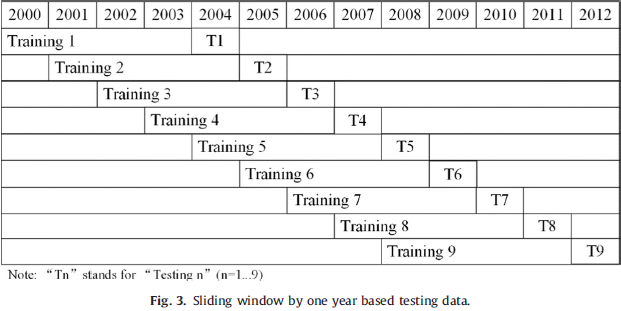 2000 2001 2002 2003 2004 2005 2006 2007 2008 2009 2010 2011 2012
Training 1 T1
Training 2 T2
Training 3 T3
Training 4 T4
Training 5 T5
Training 6 T6
Training 7 T7
Training 8 T8
Training 9 T9
Note: “Tn” stands for “Testing n” (n=1...9)
Fig. 3. Sliding window by one year based testing data.